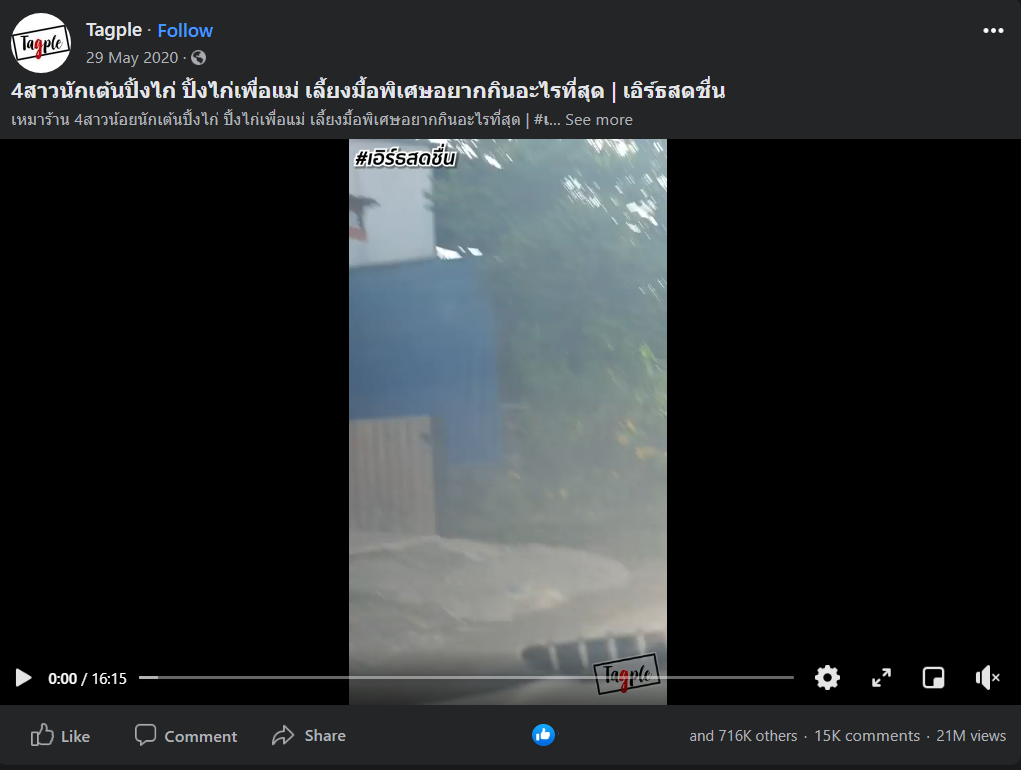 Tagple
Tagple · Follow
29 May 2020 ·
4สาวนักเต้นปิ้งไก่ ปิ้งไก่เพื่อแม่ เลี้ยงมื้อพิเศษอยากกินอะไรที่สุด | เอิร์ธสดชื่น
เหมาร้าน 4สาวน้อยนักเต้นปิ้งไก่ ปิ้งไก่เพื่อแม่ เลี้ยงมื้อพิเศษอยากกินอะไรที่สุด | #เ... See more
#เอิร์ธสดชื่น
Tagple
0:00 / 16:15
Like Comment Share and 716K others · 15K comments · 21M views